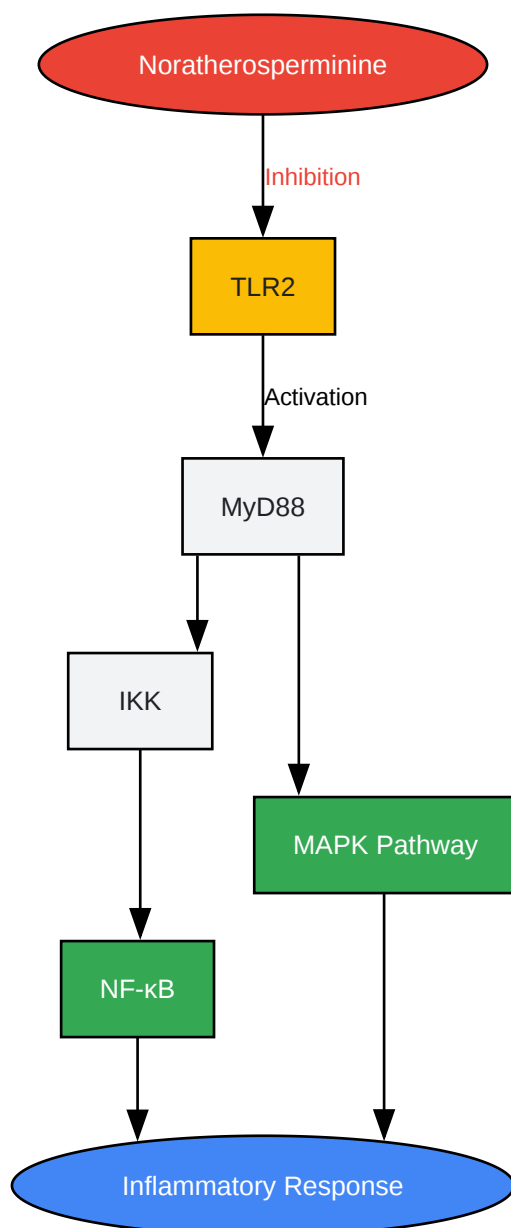 Noratherosperminine
Inhibition
TLR2
Activation
MyD88
IKK
MAPK Pathway
NF-κB
Inflammatory Response